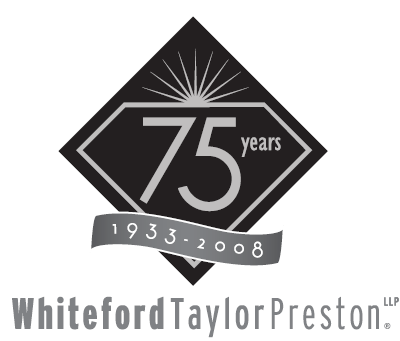 75 years
1933-2008
WhitefordTaylorPreston LLP ®